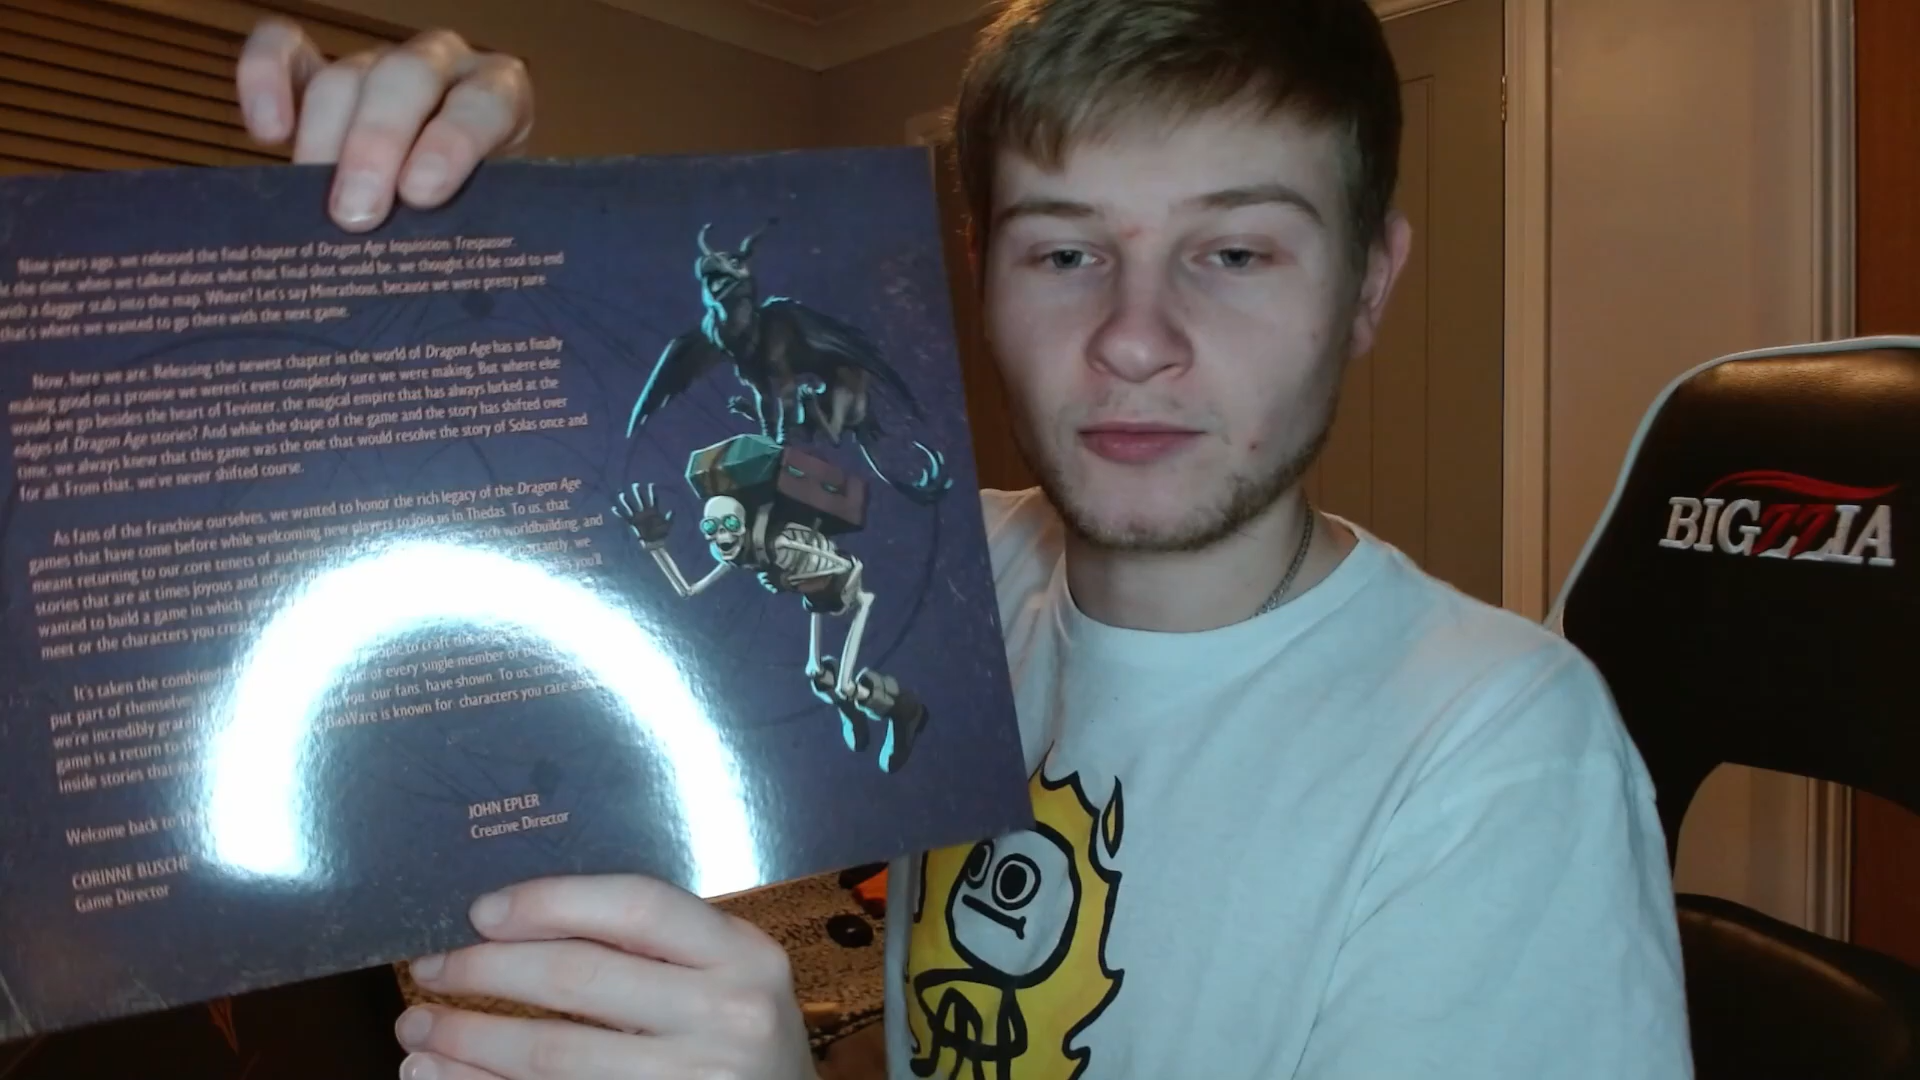 Nine years ago, we released the final chapter of Dragon Age Inquisition: Trespasser.
the time, when we talked about what that final shot would be, we thought it'd be cool to end
with a dagger stab into the map. Where? Let's say Minrathous, because we were pretty sure
that's where we wanted to go there with the next game.
Now, here we are. Releasing the newest chapter in the world of Dragon Age has us finally
making good on a promise we weren't even completely sure we were making. But where else
would we go besides the heart of Tevinter, the magical empire that has always lurked at the
edges of Dragon Age stories? And while the shape of the game and the story has shifted over
time, we always knew that this game was the one that would resolve the story of Solas once and
for all. From that, we've never shifted course.
As fans of the franchise ourselves, we wanted to honor the rich legacy of the Dragon Age
games that have come before while welcoming new players to join us in Thedas. To us, that
meant returning to our core tenets of rich worldbuilding, and
stories that are at times joyous and we
wanted to build a game in which you'll
meet or the characters you
It's taken the to craft this
put part of themselves of every single member of
we're incredibly you, our fans, have shown. To us, this
game is a return to BioWare is known for: characters you care
inside stories that
Welcome back to
JOHN EPLER
Creative Director
CORINNE BUSCHE
Game Director
BIGZZIA